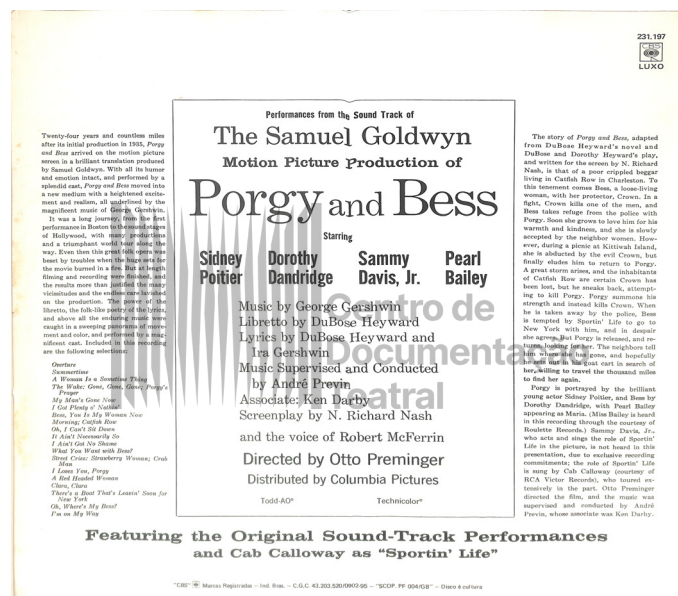 231.197
CBS
LUXO
Performances from the Sound Track of
The Samuel Goldwyn
Motion Picture Production of
Porgy and Bess
Starring
Sidney Poitier
Dorothy Dandridge
Sammy Davis, Jr.
Pearl Bailey
Music by George Gershwin
Libretto by DuBose Heyward
Lyrics by DuBose Heyward and
Ira Gershwin
Music Supervised and Conducted
by André Previn
Associate: Ken Darby
Screenplay by N. Richard Nash
and the voice of Robert McFerrin
Directed by Otto Preminger
Distributed by Columbia Pictures
Todd-AO®
Technicolor®
Centro de
Documentação
Teatral
Twenty-four years and countless miles
after its initial production in 1935, Porgy
and Bess arrived on the motion picture
screen in a brilliant translation produced
by Samuel Goldwyn. With all its humor
and emotion intact, and performed by a
splendid cast, Porgy and Bess moved into
a new medium with a heightened excite-
ment and realism, all underlined by the
magnificent music of George Gershwin.
It was a long journey, from the first
performance in Boston to the sound stages
of Hollywood, with many productions
and a triumphant world tour along the
way. Even then this great folk opera was
beset by troubles when the huge sets for
the movie burned in a fire. But at length
filming and recording were finished, and
the results more than justified the many
vicissitudes and the endless care lavished
on the production. The power of the
libretto, the folk-like poetry of the lyrics,
and above all the enduring music were
caught in a sweeping panorama of move-
ment and color, and performed by a mag-
nificent cast. Included in this recording
are the following selections:
Overture
Summertime
A Woman Is a Sometime Thing
The Wake: Gone, Gone, Gone; Porgy's
Prayer
My Man's Gone Now
I Got Plenty o' Nuttin'
Bess, You Is My Woman Now
Morning; Catfish Row
Oh, I Can't Sit Down
It Ain't Necessarily So
I Ain't Got No Shame
What You Want with Bess?
Street Cries: Strawberry Woman; Crab
Man
I Loves You, Porgy
A Red Headed Woman
Clara, Clara
There's a Boat That's Leavin' Soon for
New York
Oh, Where's My Bess?
I'm on My Way
The story of Porgy and Bess, adapted
from DuBose Heyward's novel and
DuBose and Dorothy Heyward's play,
and written for the screen by N. Richard
Nash, is that of a poor crippled beggar
living in Catfish Row in Charleston. To
this tenement comes Bess, a loose-living
woman, with her protector, Crown. In a
fight, Crown kills one of the men, and
Bess takes refuge from the police with
Porgy. Soon she grows to love him for his
warmth and kindness, and she is slowly
accepted by the neighbor women. How-
ever, during a picnic at Kittiwah Island,
she is abducted by the evil Crown, but
finally eludes him to return to Porgy.
A great storm arises, and the inhabitants
of Catfish Row are certain Crown has
been lost, but he sneaks back, attempt-
ing to kill Porgy. Porgy summons his
strength and instead kills Crown. When
he is taken away by the police, Bess
is tempted by Sportin' Life to go to
New York with him, and in despair
she agrees. But Porgy is released, and re-
turns, looking for her. The neighbors tell
him where she has gone, and hopefully
he sets out in his goat cart in search of
her, willing to travel the thousand miles
to find her again.
Porgy is portrayed by the brilliant
young actor Sidney Poitier, and Bess by
Dorothy Dandridge, with Pearl Bailey
appearing as Maria. (Miss Bailey is heard
in this recording through the courtesy of
Roulette Records.) Sammy Davis, Jr.,
who acts and sings the role of Sportin'
Life in the picture, is not heard in this
presentation, due to exclusive recording
commitments; the role of Sportin' Life
is sung by Cab Calloway (courtesy of
RCA Victor Records), who toured ex-
tensively in the part. Otto Preminger
directed the film, and the music was
supervised and conducted by André
Previn, whose associate was Ken Darby.
Featuring the Original Sound-Track Performances
and Cab Calloway as "Sportin' Life"
"CBS" Marcas Registradas - Ind. Bras. - C.G.C. 43.203.520/0002-95 - "SCDP. PF 004/GB" - Disco é cultura